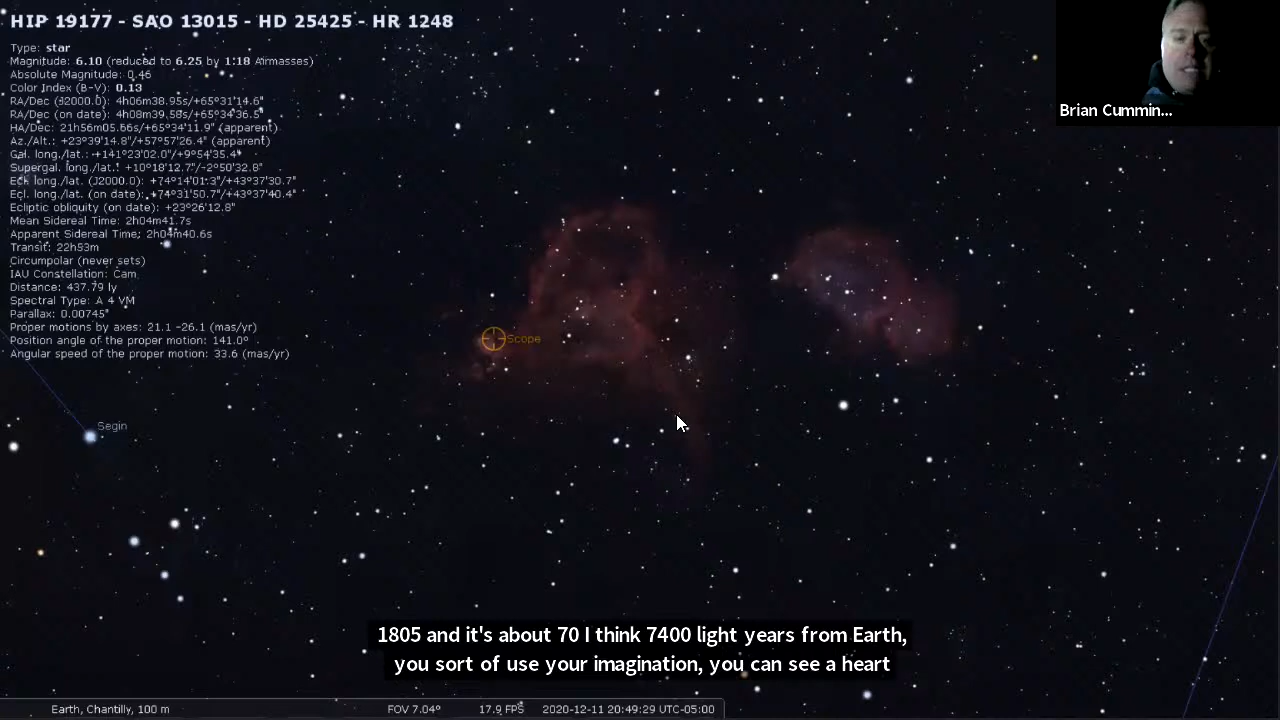 HIP 19177 - SAO 13015 - HD 25425 - HR 1248
Type: star
Magnitude: 6.10 (reduced to 6.25 by 1.18 Airmasses)
Absolute Magnitude: 0.46
Color Index (B-V): 0.13
RA/Dec (J2000.0): 4h06m38.95s/+65°31'14.6"
RA/Dec (on date): 4h08m39.58s/+65°34'36.5"
HA/Dec: 21h56m05.66s/+65°34'11.9" (apparent)
Az./Alt.: +23°39'14.8"/+57°57'26.4" (apparent)
Gal. long./lat.: +141°23'02.0"/+9°54'35.4"
Supergal. long./lat.: +10°18'12.7"/-2°50'32.8"
Ecl. long./lat. (J2000.0): +74°14'01.3"/+43°37'30.7"
Ecl. long./lat. (on date): +74°31'50.7"/+43°37'40.4"
Ecliptic obliquity (on date): +23°26'12.8"
Mean Sidereal Time: 2h04m41.7s
Apparent Sidereal Time: 2h04m40.6s
Transit: 22h53m
Circumpolar (never sets)
IAU Constellation: Cam
Distance: 437.79 ly
Spectral Type: A 4 VM
Parallax: 0.00745"
Proper motions by axes: 21.1 -26.1 (mas/yr)
Position angle of the proper motion: 141.0°
Angular speed of the proper motion: 33.6 (mas/yr)
Brian Cummin...
Scope
Segin
1805 and it's about 70 I think 7400 light years from Earth,
you sort of use your imagination, you can see a heart
Earth, Chantilly, 100 m FOV 7.04° 17.9 FPS 2020-12-11 20:49:29 UTC-05:00